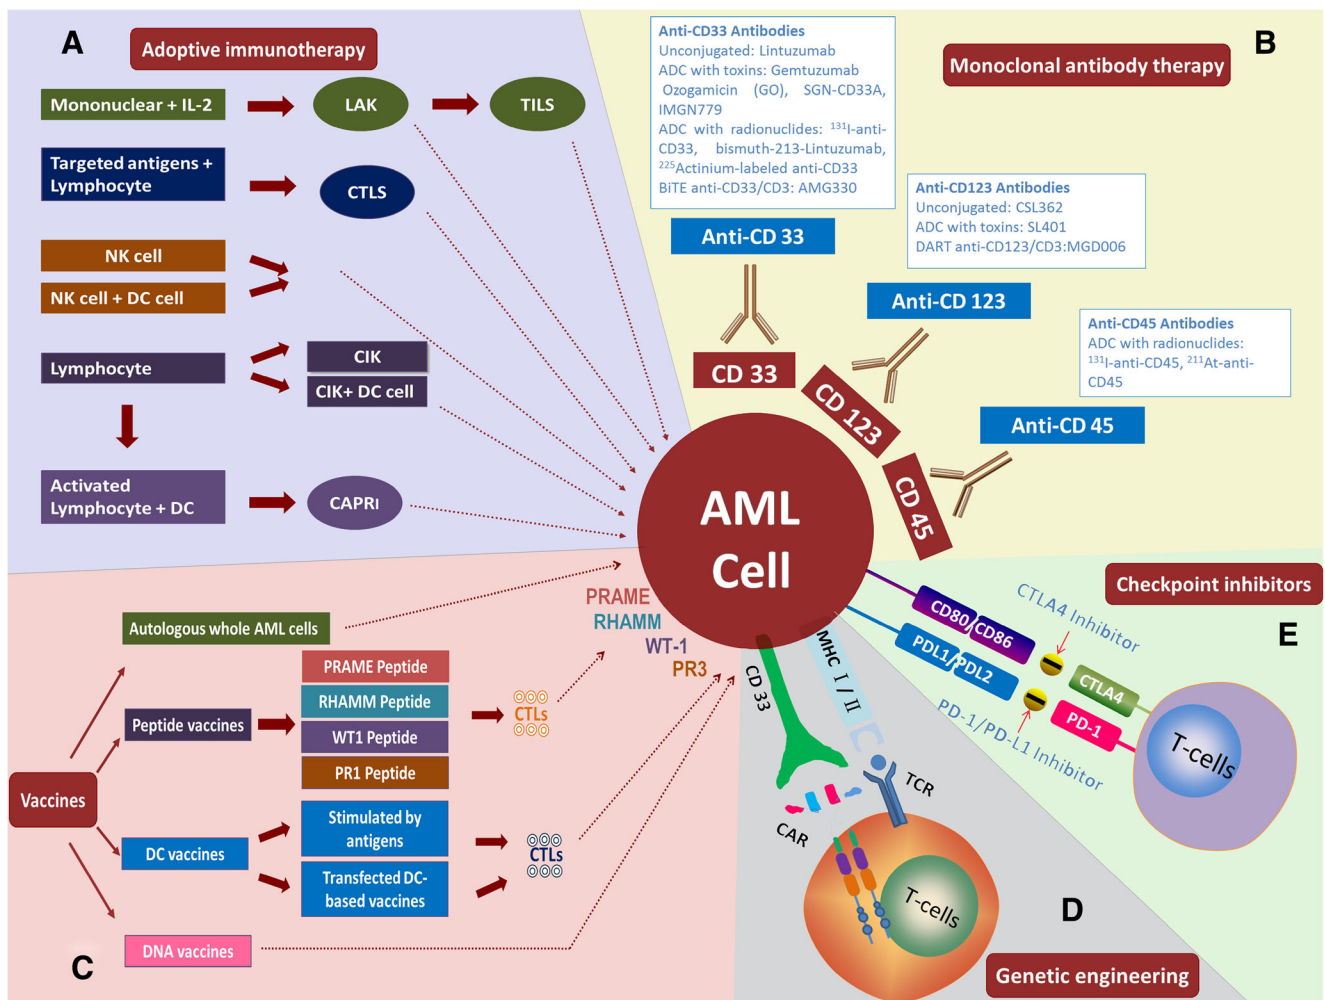 A
Adoptive immunotherapy
Mononuclear + IL-2
LAK
TILS
Targeted antigens +
Lymphocyte
CTLS
NK cell
NK cell + DC cell
Lymphocyte
CIK
CIK+ DC cell
Activated
Lymphocyte + DC
CAPRI
B
Monoclonal antibody therapy
Anti-CD33 Antibodies
Unconjugated: Lintuzumab
ADC with toxins: Gemtuzumab
Ozogamicin (GO), SGN-CD33A,
IMGN779
ADC with radionuclides: ¹³¹I-anti-
CD33, bismuth-213-Lintuzumab,
²²⁵Actinium-labeled anti-CD33
BiTE anti-CD33/CD3: AMG330
Anti-CD 33
CD 33
Anti-CD123 Antibodies
Unconjugated: CSL362
ADC with toxins: SL401
DART anti-CD123/CD3:MGD006
Anti-CD 123
CD 123
Anti-CD45 Antibodies
ADC with radionuclides:
¹³¹I-anti-CD45, ²¹¹At-anti-
CD45
Anti-CD 45
CD 45
AML
Cell
C
Vaccines
Autologous whole AML cells
Peptide vaccines
PRAME Peptide
RHAMM Peptide
WT1 Peptide
PR1 Peptide
CTLs
PRAME
RHAMM
WT-1
PR3
DC vaccines
Stimulated by
antigens
Transfected DC-
based vaccines
CTLs
DNA vaccines
D
Genetic engineering
CD 33
MHC I / II
TCR
CAR
T-cells
E
Checkpoint inhibitors
CD80/CD86
CTLA4 Inhibitor
CTLA4
PDL1/PDL2
PD-1
PD-1/PD-L1 Inhibitor
T-cells